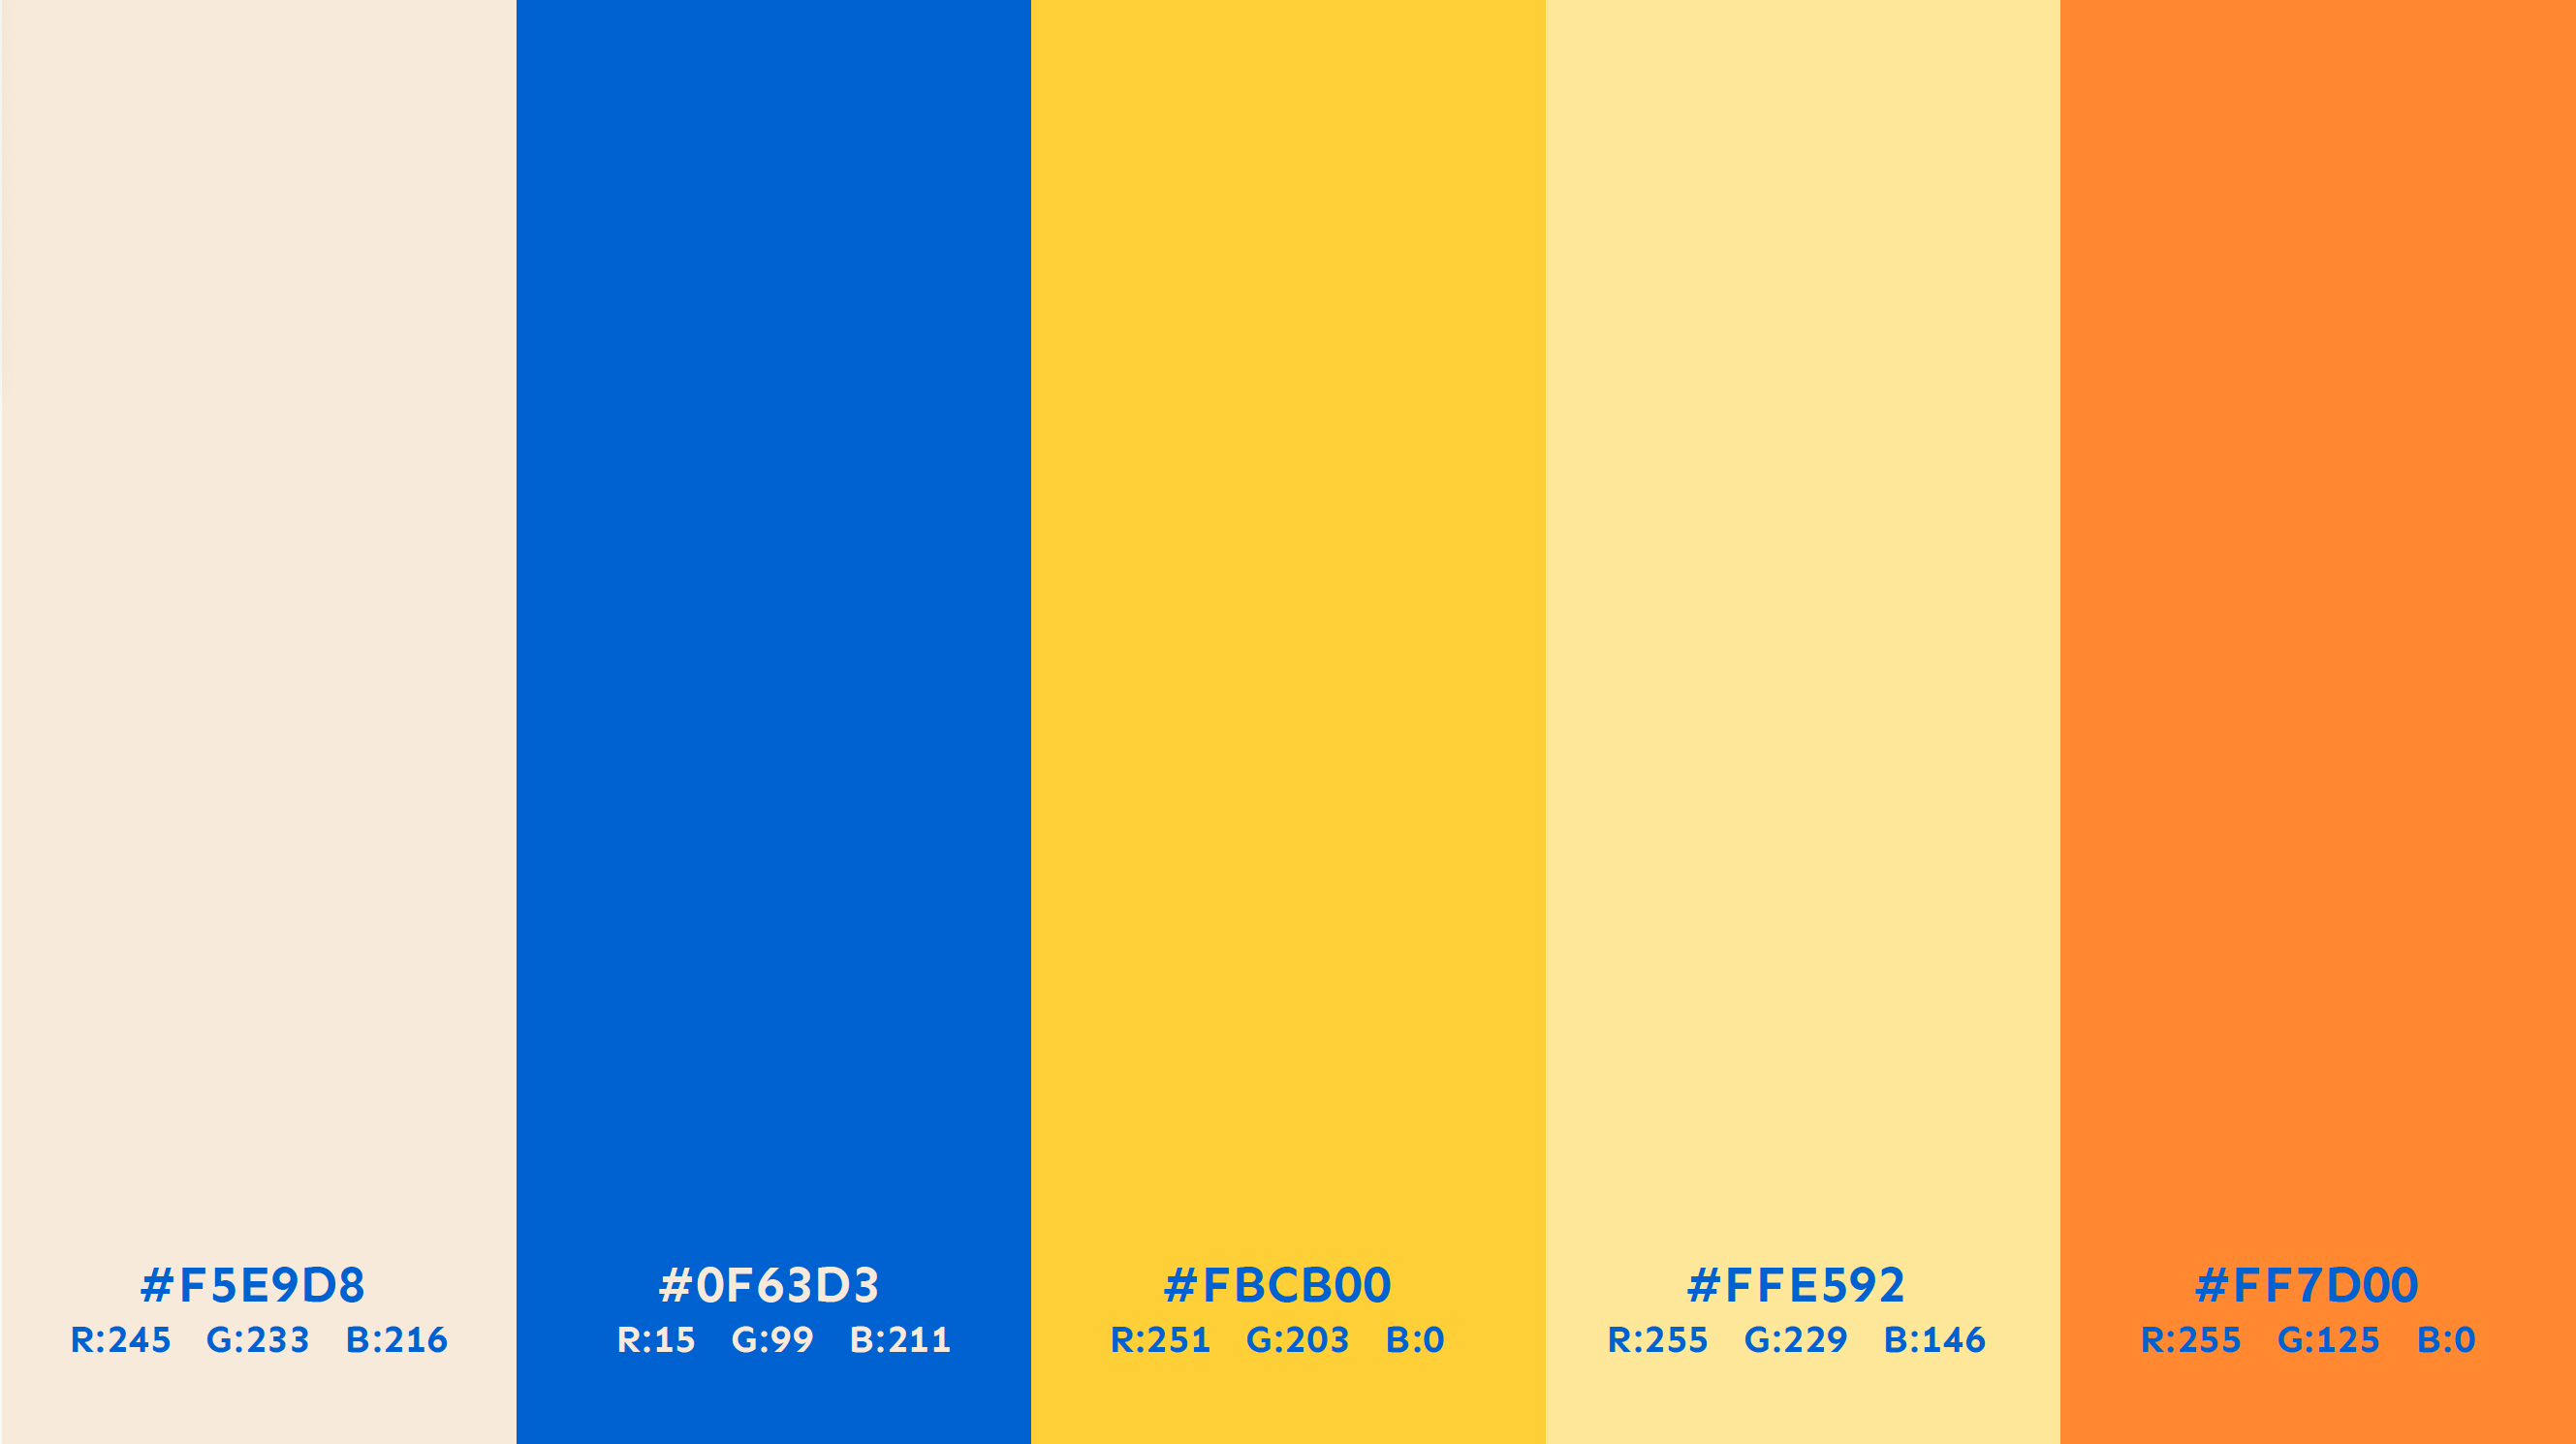 #F5E9D8
R:245 G:233 B:216
#0F63D3
R:15 G:99 B:211
#FBCB00
R:251 G:203 B:0
#FFE592
R:255 G:229 B:146
#FF7D00
R:255 G:125 B:0